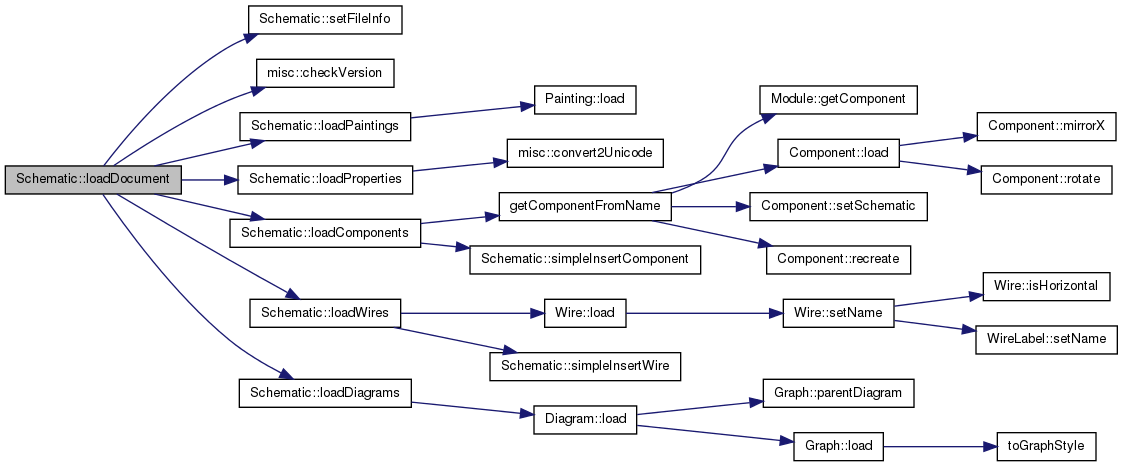 Schematic::setFileInfo
misc::checkVersion
Schematic::loadPaintings
Painting::load
Module::getComponent
Component::mirrorX
Schematic::loadDocument
Schematic::loadProperties
misc::convert2Unicode
Component::load
Component::rotate
getComponentFromName
Component::setSchematic
Schematic::loadComponents
Schematic::simpleInsertComponent
Component::recreate
Wire::isHorizontal
Schematic::loadWires
Wire::load
Wire::setName
WireLabel::setName
Schematic::simpleInsertWire
Schematic::loadDiagrams
Diagram::load
Graph::parentDiagram
Graph::load
toGraphStyle